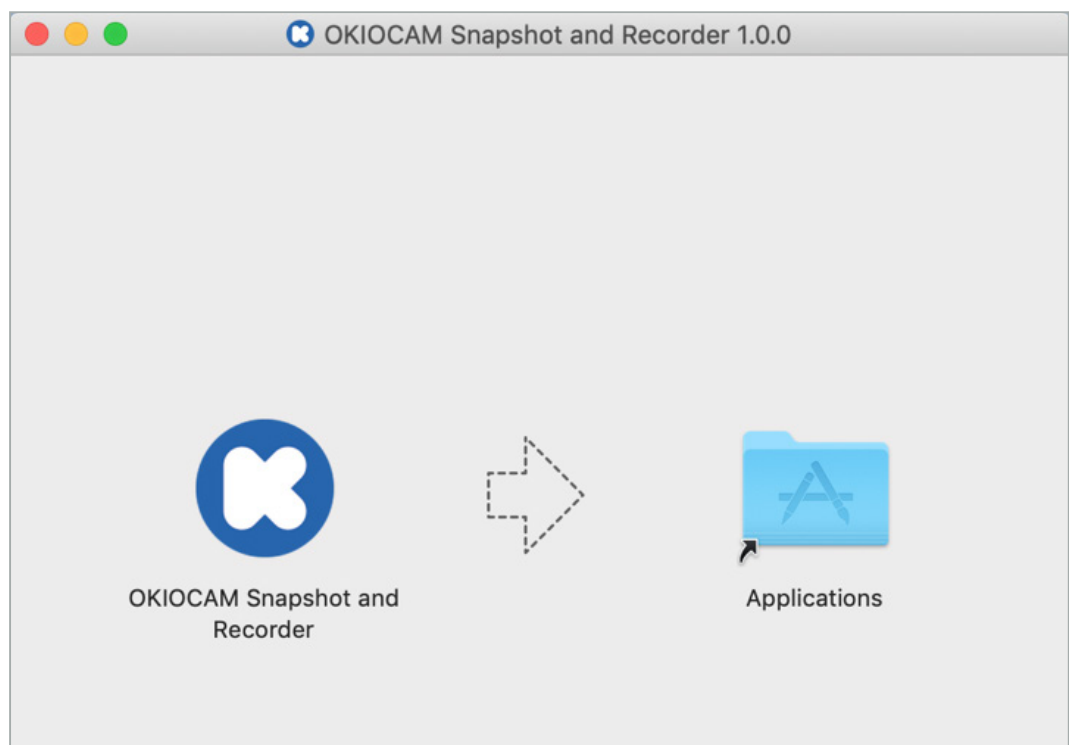 OKIOCAM Snapshot and Recorder 1.0.0
OKIOCAM Snapshot and
Recorder
Applications